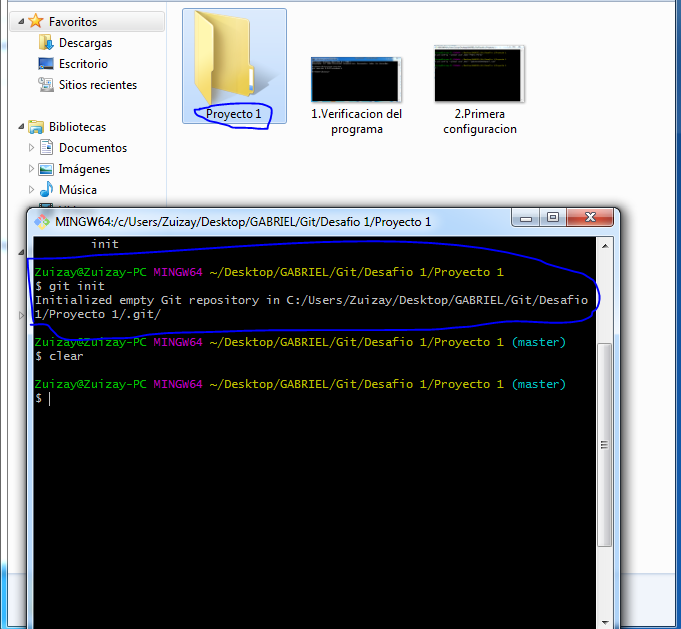 Favoritos
Descargas
Escritorio
Sitios recientes
Bibliotecas
Documentos
Imágenes
Música
Proyecto 1
1.Verificacion del
programa
2.Primera
configuracion
MINGW64:/c/Users/Zuizay/Desktop/GABRIEL/Git/Desafio 1/Proyecto 1
init
Zuizay@Zuizay-PC MINGW64 ~/Desktop/GABRIEL/Git/Desafio 1/Proyecto 1
$ git init
Initialized empty Git repository in C:/Users/Zuizay/Desktop/GABRIEL/Git/Desafio
1/Proyecto 1/.git/
Zuizay@Zuizay-PC MINGW64 ~/Desktop/GABRIEL/Git/Desafio 1/Proyecto 1 (master)
$ clear
Zuizay@Zuizay-PC MINGW64 ~/Desktop/GABRIEL/Git/Desafio 1/Proyecto 1 (master)
$